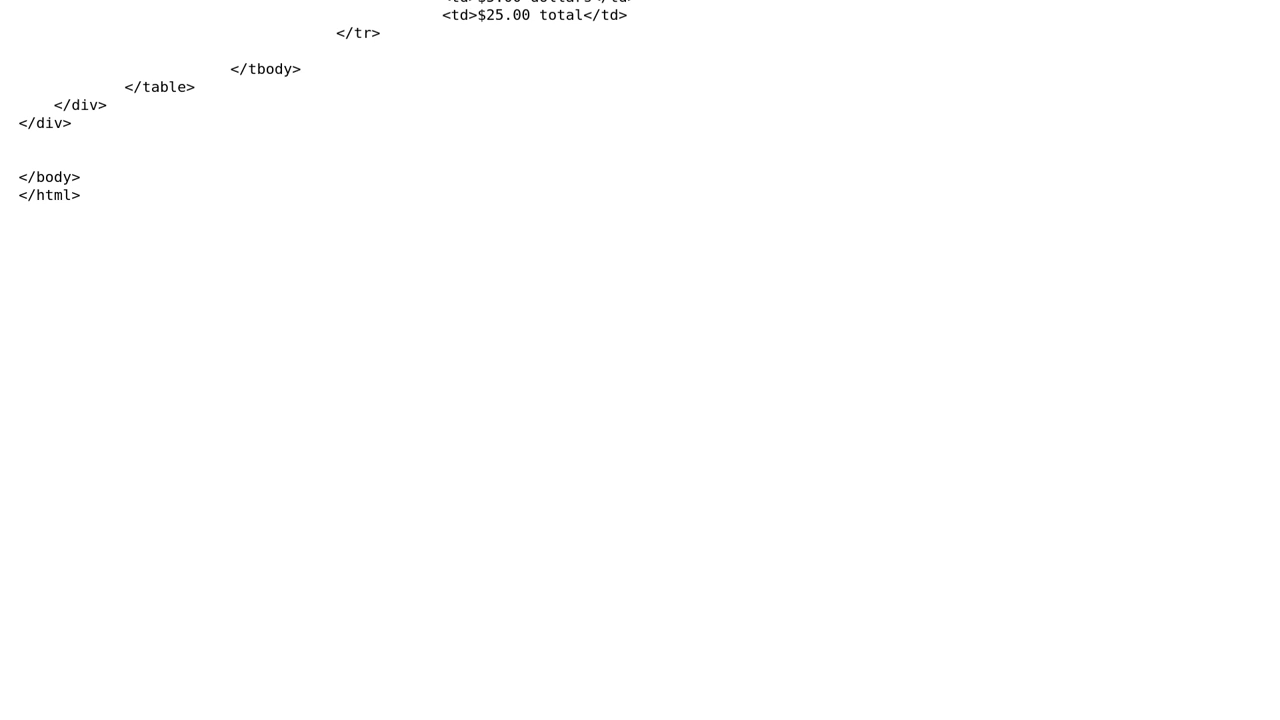 <td>$25.00 total</td>
</tr>
</tbody>
</table>
</div>
</div>
</body>
</html>